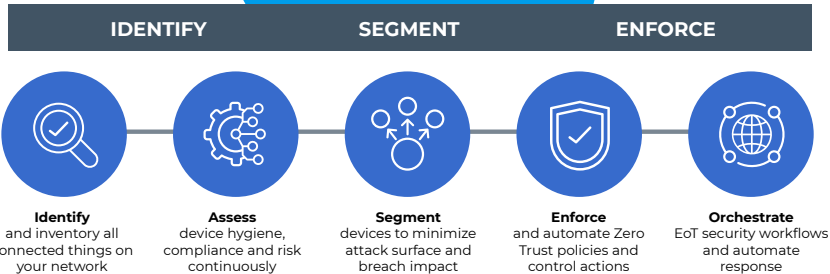 IDENTIFY
SEGMENT
ENFORCE
Identify
and inventory all
onnected things on
your network
Assess
device hygiene,
compliance and risk
continuously
Segment
devices to minimize
attack surface and
breach impact
Enforce
and automate Zero
Trust policies and
control actions
Orchestrate
EoT security workflows
and automate
response